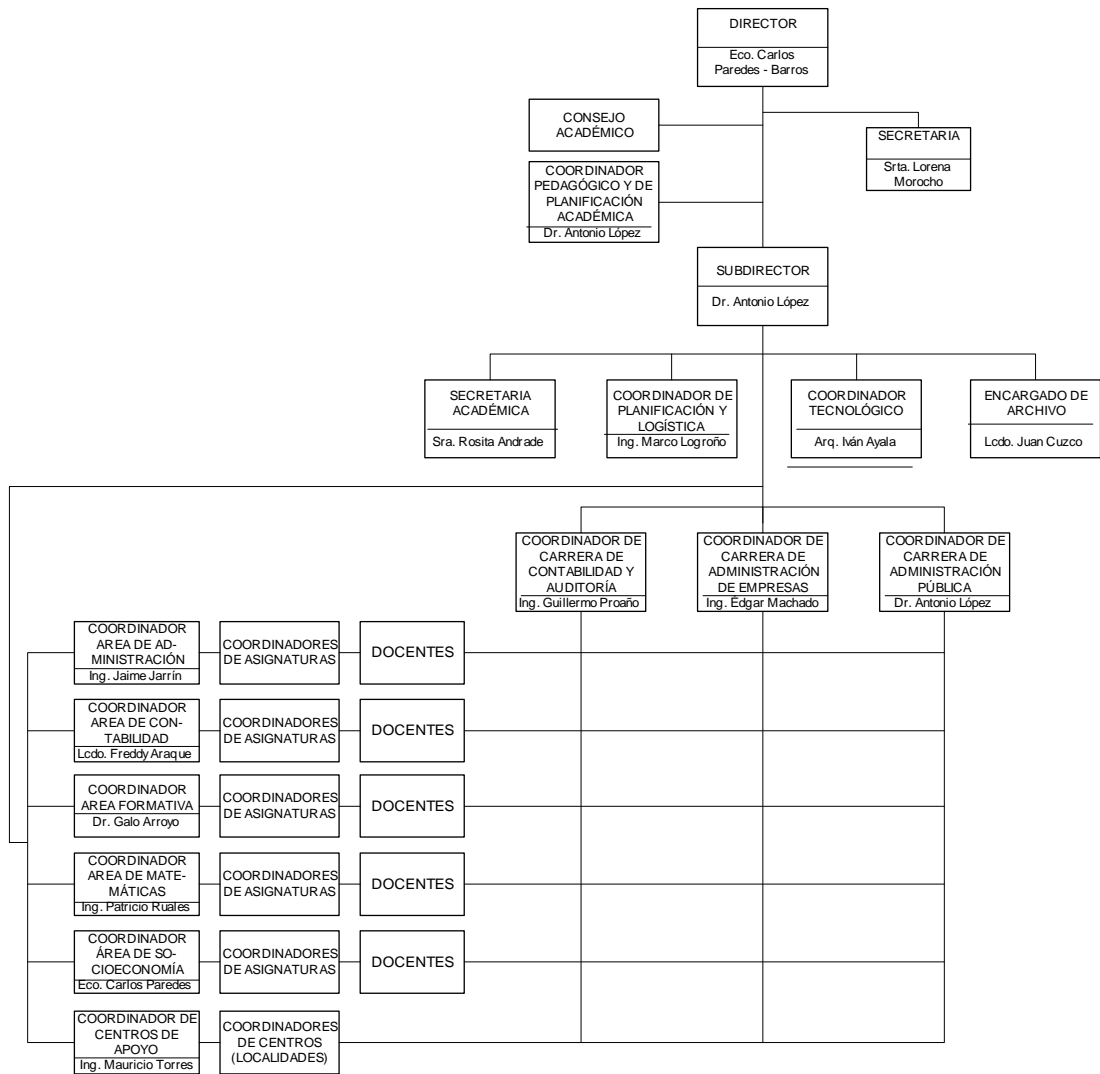 DIRECTOR
Eco. Carlos
Paredes - Barros
CONSEJO
ACADÉMICO
SECRETARIA
Srta. Lorena
Morocho
COORDINADOR
PEDAGÓGICO Y DE
PLANIFICACIÓN
ACADÉMICA
Dr. Antonio López
SUBDIRECTOR
Dr. Antonio López
SECRETARIA
ACADÉMICA
Sra. Rosita Andrade
COORDINADOR DE
PLANIFICACIÓN Y
LOGÍSTICA
Ing. Marco Logroño
COORDINADOR
TECNOLÓGICO
Arq. Iván Ayala
ENCARGADO DE
ARCHIVO
Lcdo. Juan Cuzco
COORDINADOR DE
CARRERA DE
CONTABILIDAD Y
AUDITORÍA
Ing. Guillermo Proaño
COORDINADOR DE
CARRERA DE
ADMINISTRACIÓN
DE EMPRESAS
Ing. Édgar Machado
COORDINADOR DE
CARRERA DE
ADMINISTRACIÓN
PÚBLICA
Dr. Antonio López
COORDINADOR
AREA DE AD-
MINISTRACIÓN
Ing. Jaime Jarrín
COORDINADORES
DE ASIGNATURAS
DOCENTES
COORDINADOR
AREA DE CON-
TABILIDAD
Lcdo. Freddy Araque
COORDINADORES
DE ASIGNATURAS
DOCENTES
COORDINADOR
AREA FORMATIVA
Dr. Galo Arroyo
COORDINADORES
DE ASIGNATURAS
DOCENTES
COORDINADOR
AREA DE MATE-
MÁTICAS
Ing. Patricio Ruales
COORDINADORES
DE ASIGNATURAS
DOCENTES
COORDINADOR
ÁREA DE SO-
CIOECONOMÍA
Eco. Carlos Paredes
COORDINADORES
DE ASIGNATURAS
DOCENTES
COORDINADOR DE
CENTROS DE
APOYO
Ing. Mauricio Torres
COORDINADORES
DE CENTROS
(LOCALIDADES)